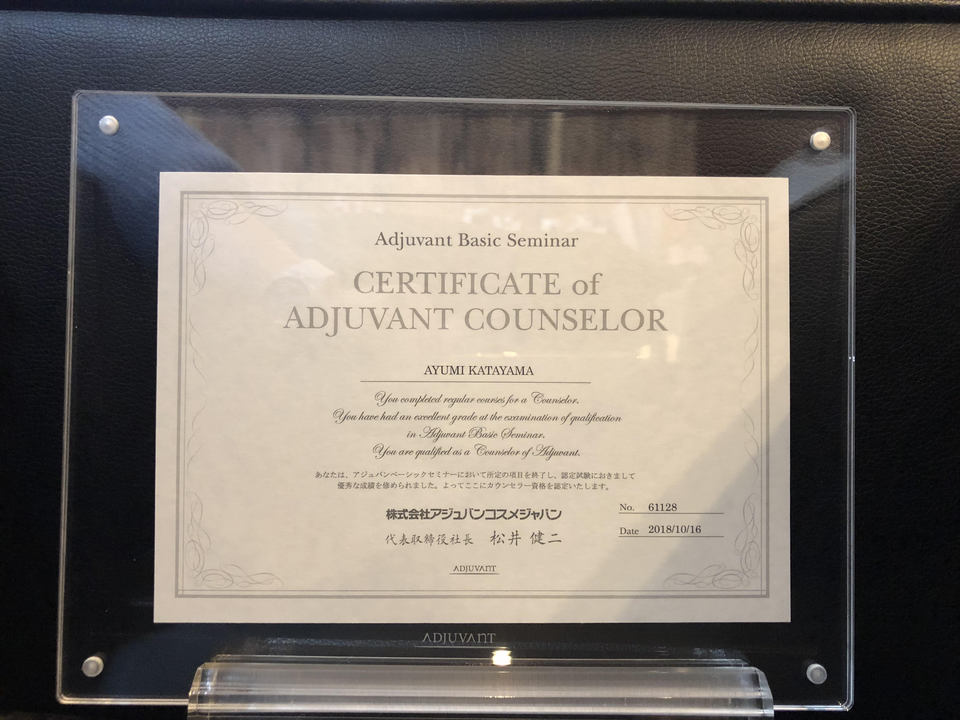 Adjuvant Basic Seminar
CERTIFICATE of
ADJUVANT COUNSELOR
AYUMI KATAYAMA
You completed regular courses for a Counselor.
You have had an excellent grade at the examination of qualification
in Adjuvant Basic Seminar.
You are qualified as a Counselor of Adjuvant.
あなたは、アジュバンベーシックセミナーにおいて所定の項目を終了し、認定試験におきまして
優秀な成績を修められました。よってここにカウンセラー資格を認定いたします。
株式会社アジュバンコスメジャパン
代表取締役社長 松井 健二
No. 61128
Date 2018/10/16
ADJUVANT
ADJUVANT